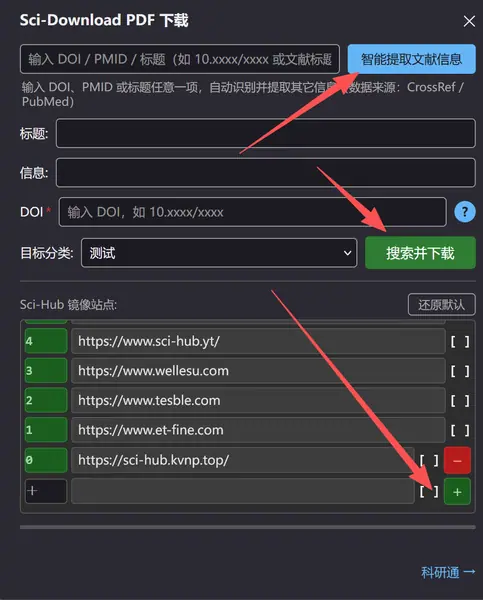 Sci-Download PDF 下载
输入 DOI / PMID / 标题（如 10.xxxx/xxxx 或文献标题
智能提取文献信息
输入 DOI、PMID 或标题任意一项，自动识别并提取其它信息 数据来源：CrossRef /
PubMed）
标题:
信息:
DOI * 输入 DOI，如 10.xxxx/xxxx ?
目标分类: 测试 搜索并下载
Sci-Hub 镜像站点: 还原默认
4 https://www.sci-hub.yt/ [ ]
3 https://www.wellesu.com [ ]
2 https://www.tesble.com [ ]
1 https://www.et-fine.com [ ]
0 https://sci-hub.kvnp.top/ [ ] −
+ [ ] +
科研通 →